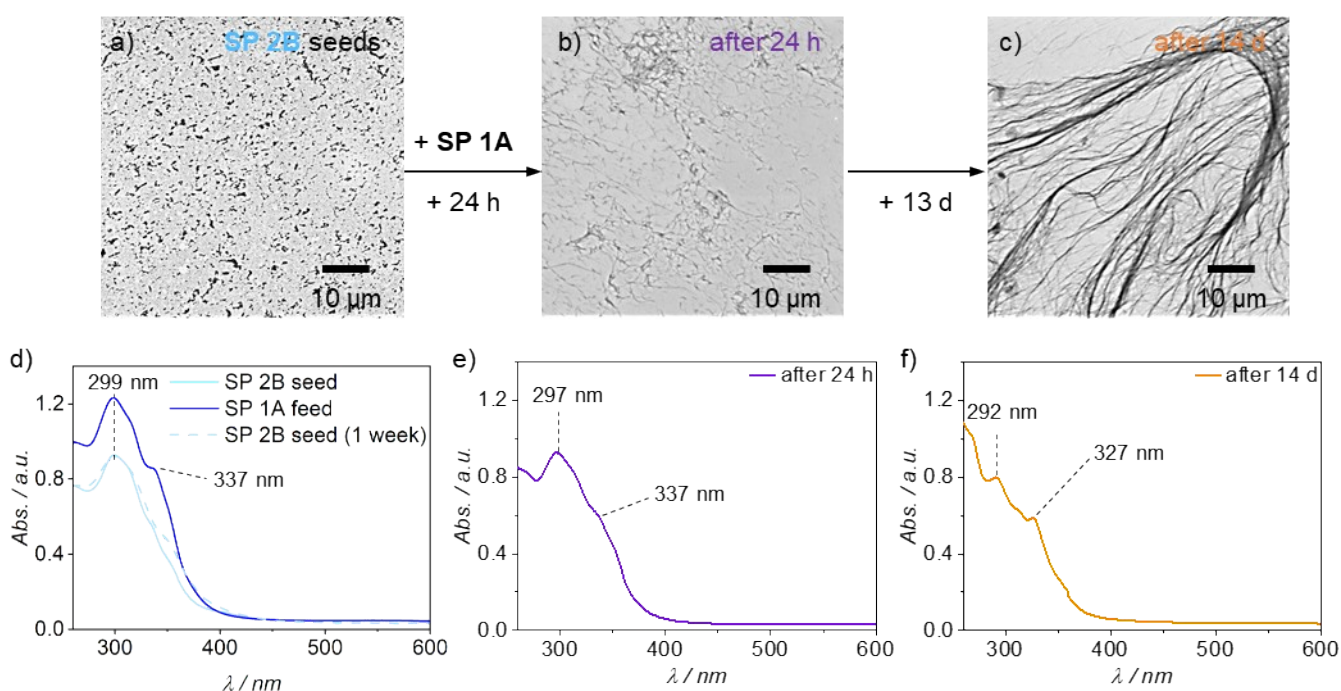 a) SP 2B seeds
10 µm
+ SP 1A
+ 24 h
b) after 24 h
10 µm
+ 13 d
c) after 14 d
10 µm
d)
299 nm
SP 2B seed
SP 1A feed
SP 2B seed (1 week)
337 nm
Abs. / a.u.
1.2
0.8
0.4
0.0
300 400 500 600
λ / nm
e)
after 24 h
297 nm
337 nm
Abs. / a.u.
1.2
0.8
0.4
0.0
300 400 500 600
λ / nm
f)
after 14 d
292 nm
327 nm
Abs. / a.u.
1.2
0.8
0.4
0.0
300 400 500 600
λ / nm